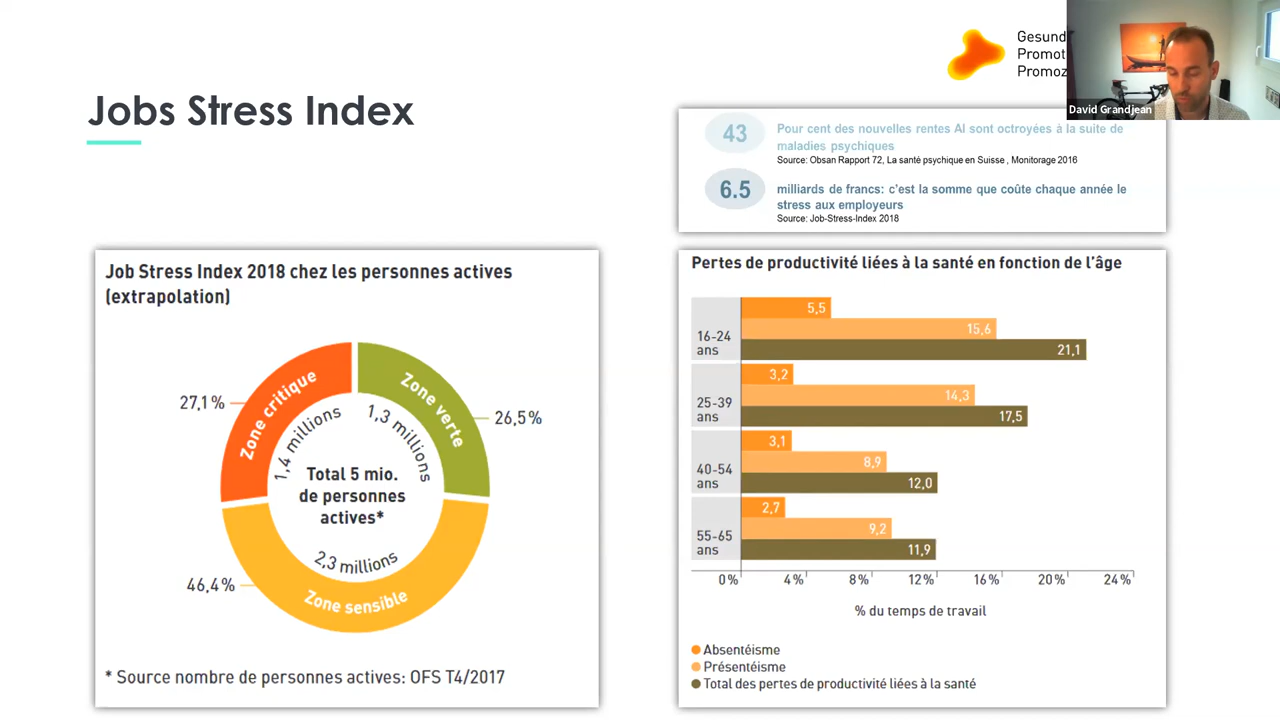 Jobs Stress Index
Gesund
Promot
Promoz
David Grandjean
43
Pour cent des nouvelles rentes AI sont octroyées à la suite de
maladies psychiques
Source: Obsan Rapport 72, La santé psychique en Suisse , Monitorage 2016
6.5
milliards de francs: c'est la somme que coûte chaque année le
stress aux employeurs
Source: Job-Stress-Index 2018
Job Stress Index 2018 chez les personnes actives
(extrapolation)
27,1%
Zone critique
1,4 millions
Zone verte
1,3 millions
26,5%
Total 5 mio.
de personnes
actives*
2,3 millions
46,4%
Zone sensible
* Source nombre de personnes actives: OFS T4/2017
Pertes de productivité liées à la santé en fonction de l'âge
16-24
ans
5,5
15,6
21,1
25-39
ans
3,2
14,3
17,5
40-54
ans
3,1
8,9
12,0
55-65
ans
2,7
9,2
11,9
0% 4% 8% 12% 16% 20% 24%
% du temps de travail
Absentéisme
Présentéisme
Total des pertes de productivité liées à la santé